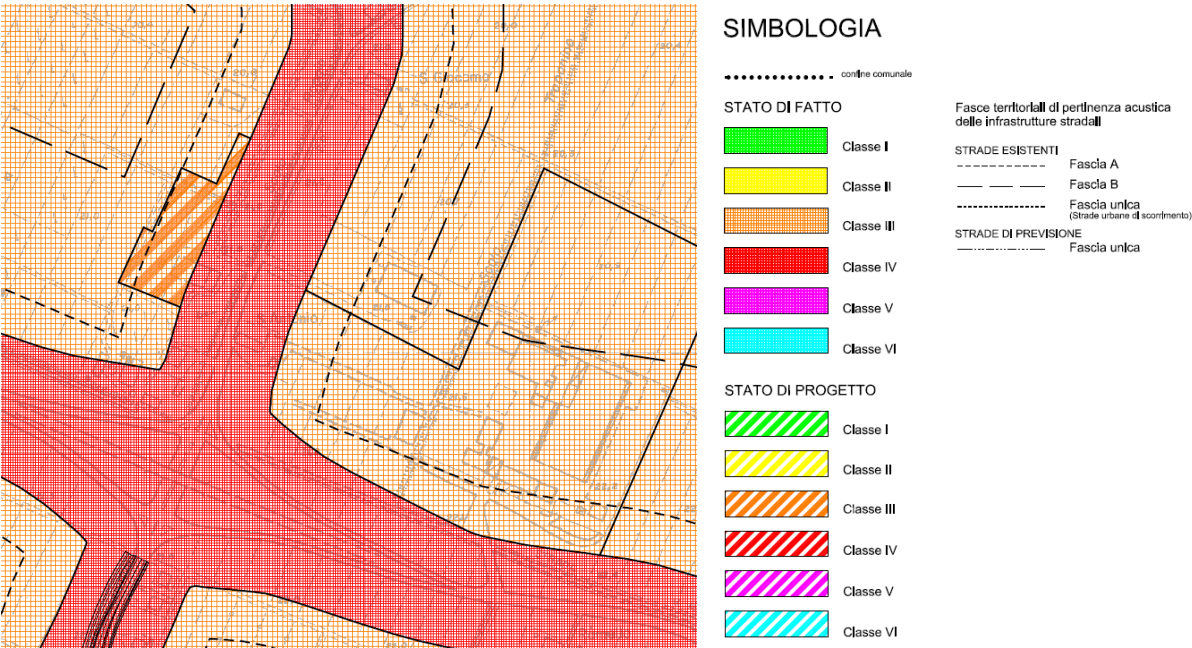 S. Giacomo
SIMBOLOGIA
confine comunale
STATO DI FATTO
Classe I
Classe II
Classe III
Classe IV
Classe V
Classe VI
STATO DI PROGETTO
Classe I
Classe II
Classe III
Classe IV
Classe V
Classe VI
Fasce territoriali di pertinenza acustica
delle infrastrutture stradali
STRADE ESISTENTI
Fascia A
Fascia B
Fascia unica
(Strade urbane di scorrimento)
STRADE DI PREVISIONE
Fascia unica